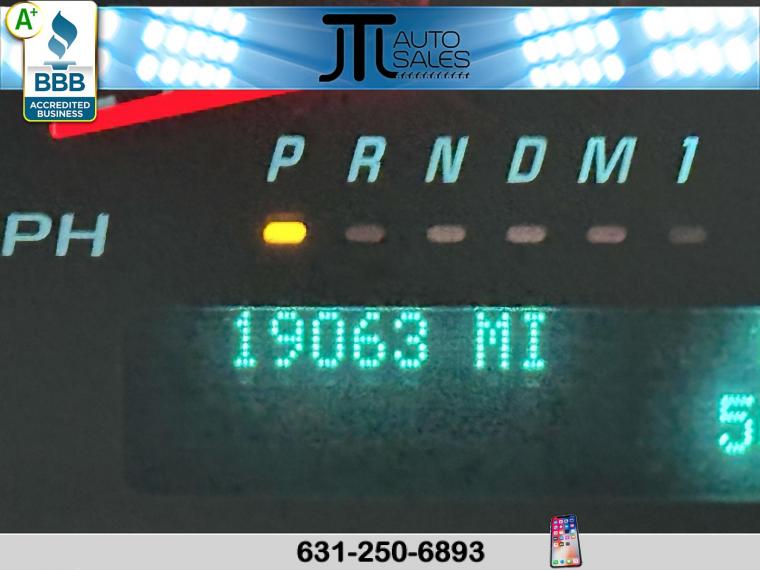 A+
BBB
ACCREDITED
BUSINESS
JTL AUTO
SALES
P R N D M 1
PH
19063 MI
5
631-250-6893